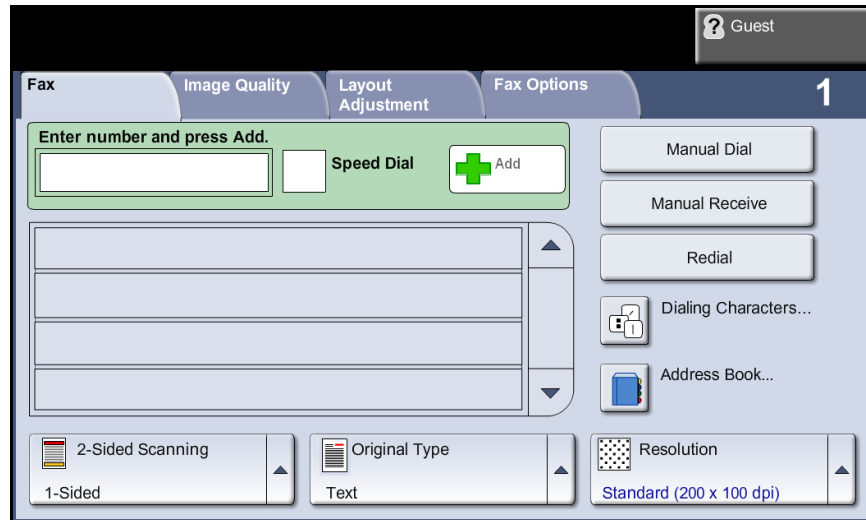 Guest
Fax
Image Quality
Layout
Adjustment
Fax Options
1
Enter number and press Add.
Speed Dial
Add
Manual Dial
Manual Receive
Redial
Dialing Characters...
Address Book...
2-Sided Scanning
1-Sided
Original Type
Text
Resolution
Standard (200 x 100 dpi)